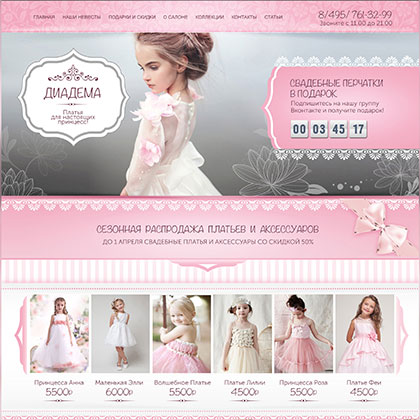 ГЛАВНАЯ НАШИ НЕВЕСТЫ ПОДАРКИ И СКИДКИ О САЛОНЕ КОЛЛЕКЦИИ КОНТАКТЫ СТАТЬИ
8/495/ 761-32-99
Звоните с 11.00 до 21.00
ДИАДЕМА
Платья
для настоящих
принцесс!
СВАДЕБНЫЕ ПЕРЧАТКИ
В ПОДАРОК
Подпишитесь на нашу группу
Вконтакте и получите подарок!
00 03 45 17
СЕЗОННАЯ РАСПРОДАЖА ПЛАТЬЕВ И АКСЕССУАРОВ
ДО 1 АПРЕЛЯ СВАДЕБНЫЕ ПЛАТЬЯ И АКСЕССУАРЫ СО СКИДКОЙ 50%
Принцесса Анна Маленькая Элли Волшебное Платье Платье Лилии Принцесса Роза Платье Феи
5500р 6000р 5500р 4500р 5500р 4500р